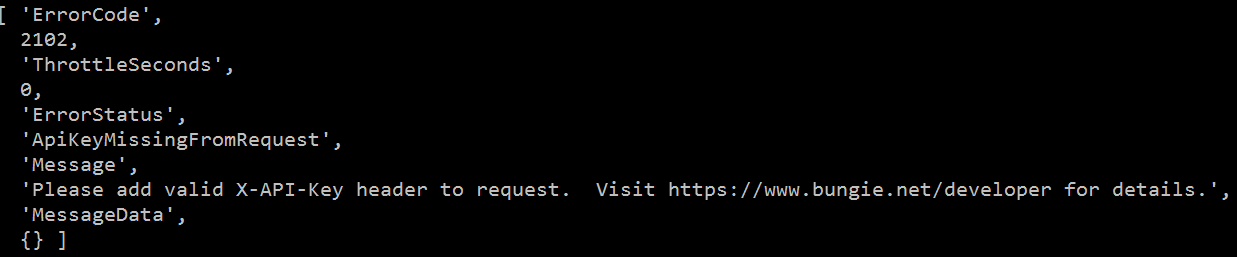 [ 'ErrorCode',
2102,
'ThrottleSeconds',
0,
'ErrorStatus',
'ApiKeyMissingFromRequest',
'Message',
'Please add valid X-API-Key header to request.  Visit https://www.bungie.net/developer for details.',
'MessageData',
{} ]